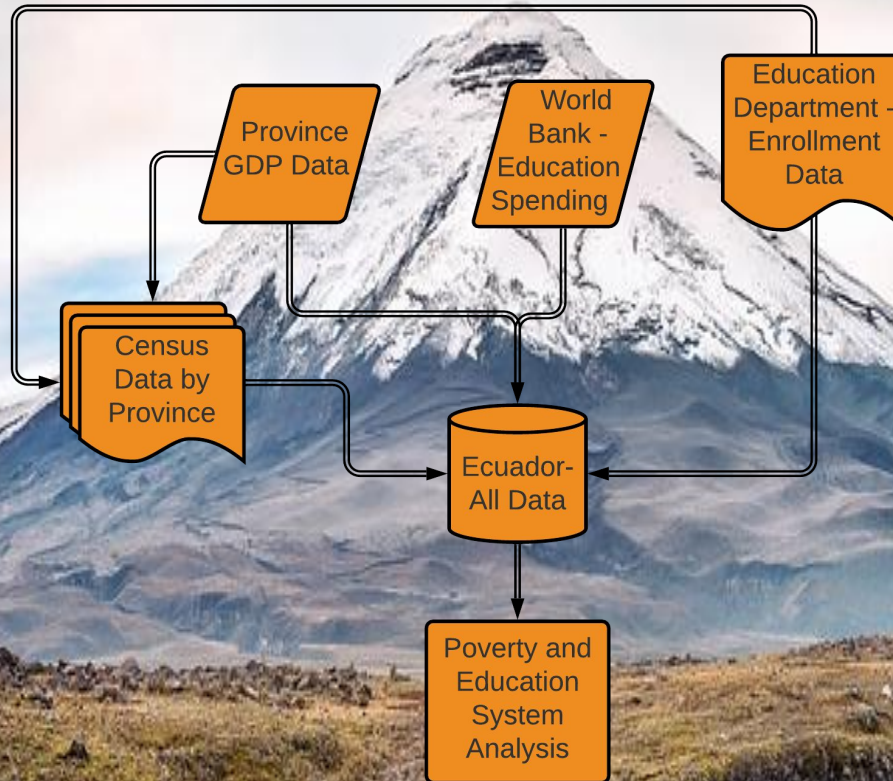 Province
GDP Data
World
Bank -
Education
Spending
Education
Department -
Enrollment
Data
Census
Data by
Province
Ecuador-
All Data
Poverty and
Education
System
Analysis